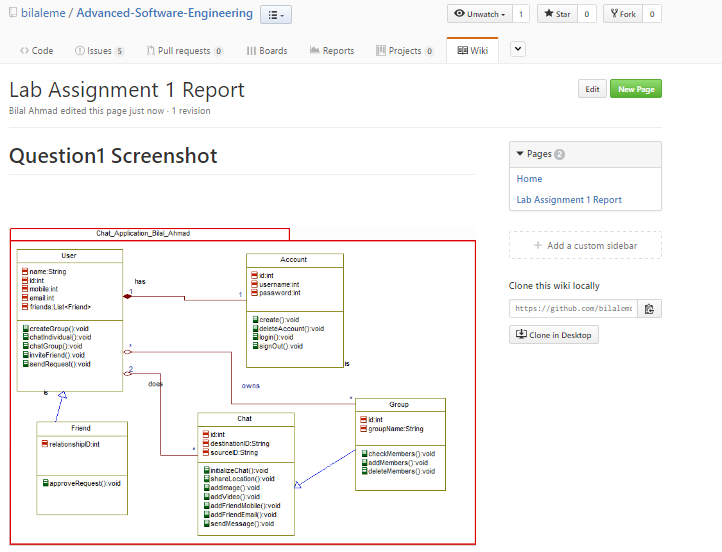 bilaleme / Advanced-Software-Engineering
Unwatch 1 Star 0 Fork 0
Code Issues 5 Pull requests 0 Boards Reports Projects 0 Wiki
Lab Assignment 1 Report
Edit New Page
Bilal Ahmad edited this page just now · 1 revision
Question1 Screenshot
Pages 2
Home
Lab Assignment 1 Report
Add a custom sidebar
Clone this wiki locally
https://github.com/bilaleme
Clone in Desktop
Chat_Application_Bilal_Ahmad
User
name:String
id:int
mobile:int
email:int
friends:List<Friend>
createGroup():void
chatIndividual():void
chatGroup():void
inviteFriend():void
sendRequest():void
has
1
1
Account
id:int
username:int
password:int
create():void
deleteAccount():void
login():void
signOut():void
is
*
owns
*
2
does
*
is
Friend
relationshipID:int
approveRequest():void
Chat
id:int
destinationID:String
sourceID:String
initializeChat():void
shareLocation():void
addImage():void
addVideo():void
addFriendMobile():void
addFriendEmail():void
sendMessage():void
Group
id:int
groupName:String
checkMembers():void
addMembers():void
deleteMembers():void